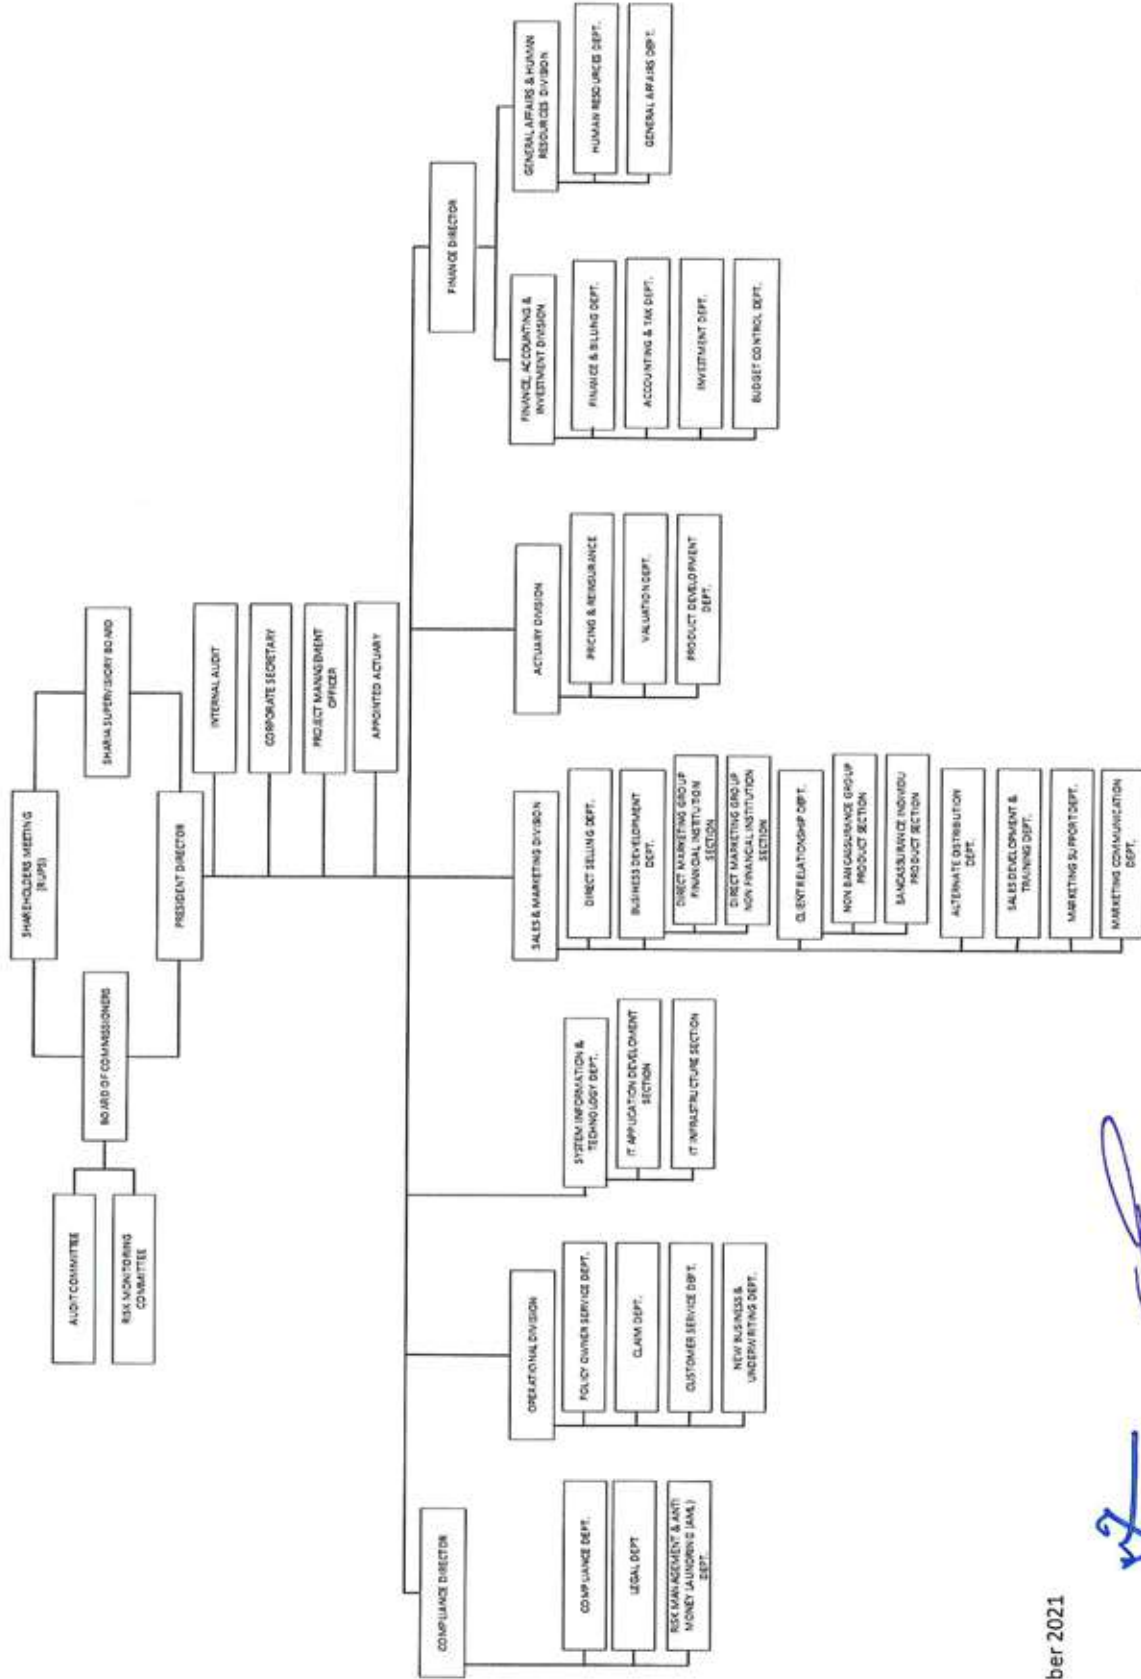 SHAREHOLDERS MEETING
(RUPS)
BOARD OF COMMISSIONERS
SHARIA SUPERVISIORY BOARD
AUDIT COMMITTEE
RISK MONITORING
COMMITTEE
PRESIDENT DIRECTOR
INTERNAL AUDIT
CORPORATE SECRETARY
PROJECT MANAGEMENT
OFFICER
APPOINTED ACTUARY
COMPLIANCE DIRECTOR
COMPLIANCE DEPT.
LEGAL DEPT
RISK MANAGEMENT & ANTI
MONEY LAUNDRING (AML)
DEPT.
OPERATIONAL DIVISION
POLICY OWNER SERVICE DEPT.
CLAIM DEPT.
CUSTOMER SERVICE DEPT.
NEW BUSINESS &
UNDERWRITING DEPT.
SYSTEM INFORMATION &
TECHNOLOGY DEPT.
IT APPLICATION DEVELOMENT
SECTION
IT INFRASTRUCTURE SECTION
SALES & MARKETING DIVISION
DIRECT SELLING DEPT.
BUSINESS DEVELOPMENT
DEPT.
DIRECT MARKETING GROUP
FINANCIAL INSTITUTION
SECTION
DIRECT MARKETING GROUP
NON FINANCIAL INSTITUTION
SECTION
CLIENT RELATIONSHIP DEPT.
NON BANCASSURANCE GROUP
PRODUCT SECTION
BANCASSURANCE INDIVIDU
PRODUCT SECTION
ALTERNATE DISTRIBUTION
DEPT.
SALES DEVELOPMENT &
TRAINING DEPT.
MARKETING SUPPORT DEPT.
MARKETING COMMUNICATION
DEPT.
ACTUARY DIVISION
PRICING & REINSURANCE
VALUATION DEPT.
PRODUCT DEVELOPMENT
DEPT.
FINANCE DIRECTOR
FINANCE, ACCOUNTING &
INVESTMENT DIVISION
FINANCE & BILLING DEPT.
ACCOUNTING & TAX DEPT.
INVESTMENT DEPT.
BUDGET CONTROL DEPT.
GENERAL AFFAIRS & HUMAN
RESOURCES DIVISION
HUMAN RESOURCES DEPT.
GENERAL AFFAIRS DEPT.
ber 2021